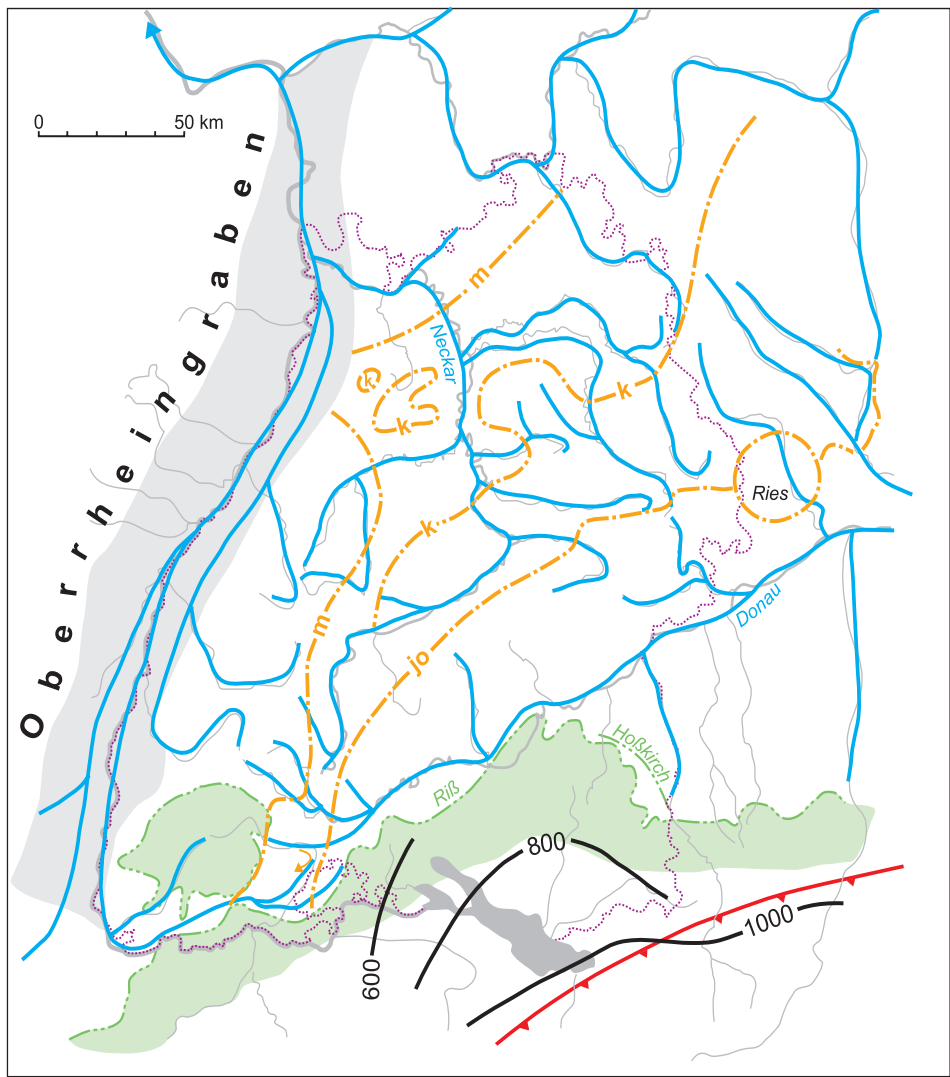 0 50 km
Oberrheingraben
m
Neckar
k
k
k
Ries
k
m
jo
Donau
Hoßkirch
Riß
800
600
1000